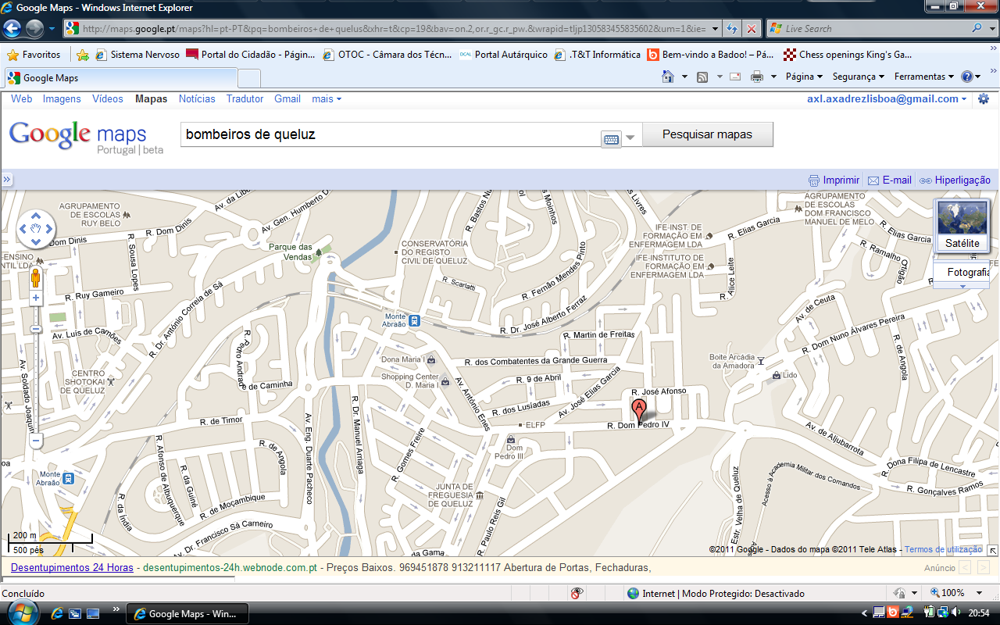 Google Maps - Windows Internet Explorer
http://maps.google.pt/maps?hl=pt-PT&pq=bombeiros+de+quelus&xhr=t&cp=19&bav=on.2,or.r_gc.r_pw.&wrapid=tljp130583455835602&um=1&ie=
Live Search
Favoritos
Sistema Nervoso
Portal do Cidadão - Págin...
OTOC - Câmara dos Técn...
DGAL Portal Autárquico
.T&T Informática
Bem-vindo a Badoo! – Pá...
Chess openings King's Ga...
Google Maps
Página
Segurança
Ferramentas
Web Imagens Vídeos Mapas Notícias Tradutor Gmail mais
axl.axadrezlisboa@gmail.com
Google maps
Portugal | beta
bombeiros de queluz
Pesquisar mapas
Imprimir
E-mail
Hiperligação
AGRUPAMENTO
DE ESCOLAS
RUY BELO
Av. da Libe
Av. Gen. Humberto D
R. Bastos Nu
Moinhos
s Livres
AGRUPAMENTO
DE ESCOLAS
DOM FRANCISCO
MANUEL DE MELO
Satélite
Fotografia
R. Dom Dinis
Dom Dinis
R. Sousa Lopes
Parque das
Vendas
CONSERVATÓRIA
DO REGISTO
CIVIL DE QUELUZ
IFE-INST. DE
FORMAÇÃO EM
ENFERMAGEM LDA
IFE-INSTITUTO DE
FORMAÇÃO EM
ENFERMAGEM LDA
R. Elias Garcia
R. Elias Garcia
R. Ramalho Ortigão
R. Alice Leite
ENSINO
NTIL LDA
R. Ruy Gameiro
R. Dr. António Correia de Sá
R. Scarlatti
R. Fernão Mendes Pinto
R. Dr. José Alberto Ferraz
Av. de Ceuta
R. Dom Nuno Álvares Pereira
R. de Angola
Monte
Abraão
Av. Luis de Camões
R. Pero Andrade
R. Martin de Freitas
Dona Maria I
R. dos Combatentes da Grande Guerra
Boite Arcádia
da Amadora
Lido
CENTRO
SHOTOKAI
DE QUELUZ
Av. Soldado Joaquim
de Caminha
Shopping Center
D. Maria I
R. 9 de Abril
Av. António Enes
Av. José Elias Garcia
R. José Afonso
R. dos Lusiadas
A
R. Dom Pedro IV
ELFP
R. de Timor
R. Dr. Manuel Arriaga
Av. Eng. Duarte Pacheco
R. Gomes Freire
Dom
Pedro III
Av. de Aljubarrota
R. Afonso de Albuquerque
R. de Angola
R. da Guiné
oa
Monte
Abraão
R. da India
R. de Moçambique
Av. Dr. Francisco Sá Carneiro
JUNTA DE
FREGUESIA
DE QUELUZ
R. Paulo Reis Gil
da Gama
Estr. Velha de Queluz
Acesso à Academia Militar dos Comandos
R. Dona Filipa de Lencastre
R. Gonçalves Ramos
200 m
500 pés
©2011 Google - Dados do mapa ©2011 Tele Atlas - Termos de utilização
Desentupimentos 24 Horas - desentupimentos-24h.webnode.com.pt - Preços Baixos. 969451878 913211117 Abertura de Portas, Fechaduras,
Anúncio
Concluído
Internet | Modo Protegido: Desactivado
100%
Google Maps - Win...
20:54